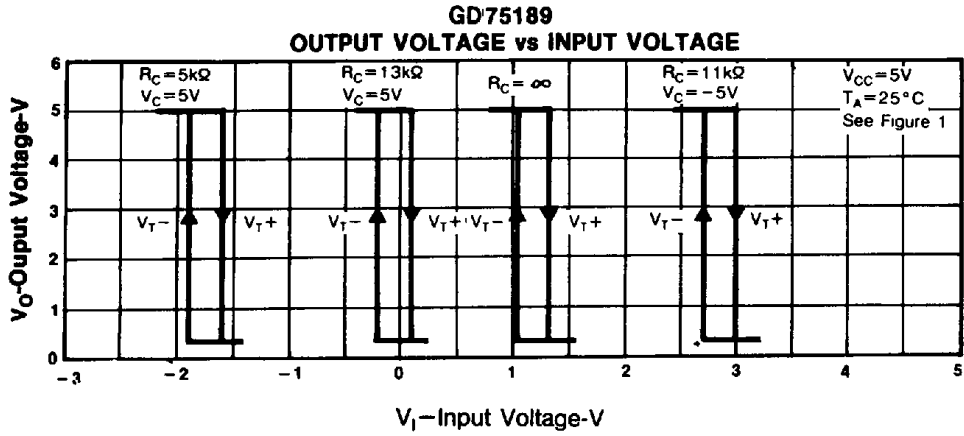 GD75189
OUTPUT VOLTAGE vs INPUT VOLTAGE
R_C=5kΩ
V_C=5V
R_C=13kΩ
V_C=5V
R_C=∞
R_C=11kΩ
V_C=−5V
V_CC=5V
T_A=25°C
See Figure 1
V_O-Ouput Voltage-V
6
5
4
3
2
1
0
V_T− V_T+ V_T− V_T+ V_T− V_T+ V_T− V_T+
−3 −2 −1 0 1 2 3 4 5
V_I−Input Voltage-V